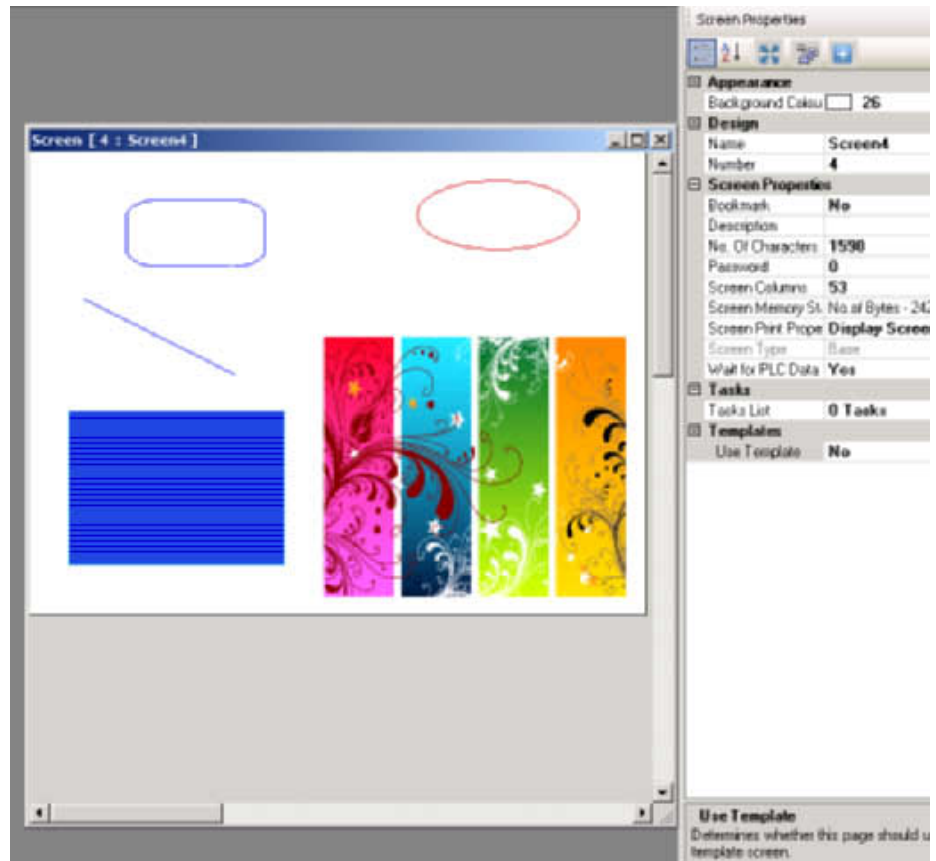 Screen Properties
Appearance
Background Colou 26
Design
Name Screen4
Number 4
Screen Properties
Bookmark No
Description
No. Of Characters 1590
Password 0
Screen Columns 53
Screen Memory St. No.of Bytes - 242
Screen Print Prope Display Screen
Screen Type Base
Wait for PLC Data Yes
Tasks
Tasks List 0 Tasks
Templates
Use Template No
Screen [ 4 : Screen4 ]
Use Template
Determines whether this page should u
template screen.